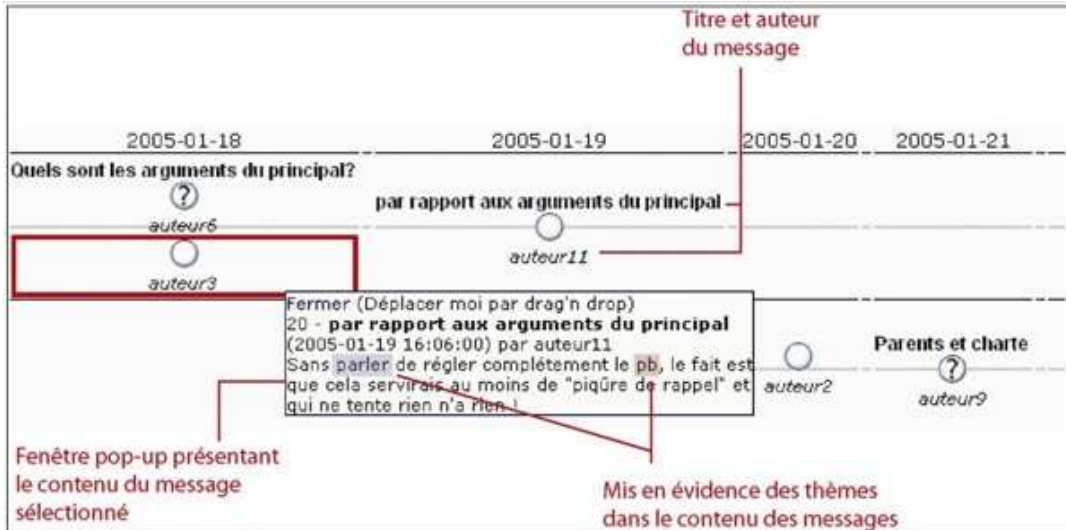 Titre et auteur
du message
2005-01-18 2005-01-19 2005-01-20 2005-01-21
Quels sont les arguments du principal?
?
par rapport aux arguments du principal
auteur6
auteur11
auteur3
Fermer (Déplacer moi par drag'n drop)
20 - par rapport aux arguments du principal
(2005-01-19 16:06:00) par auteur11
Sans parler de régler complétement le pb, le fait est
que cela servirais au moins de "piqûre de rappel" et
qui ne tente rien n'a rien !
Parents et charte
?
auteur2
auteur9
Fenêtre pop-up présentant
le contenu du message
sélectionné
Mis en évidence des thèmes
dans le contenu des messages